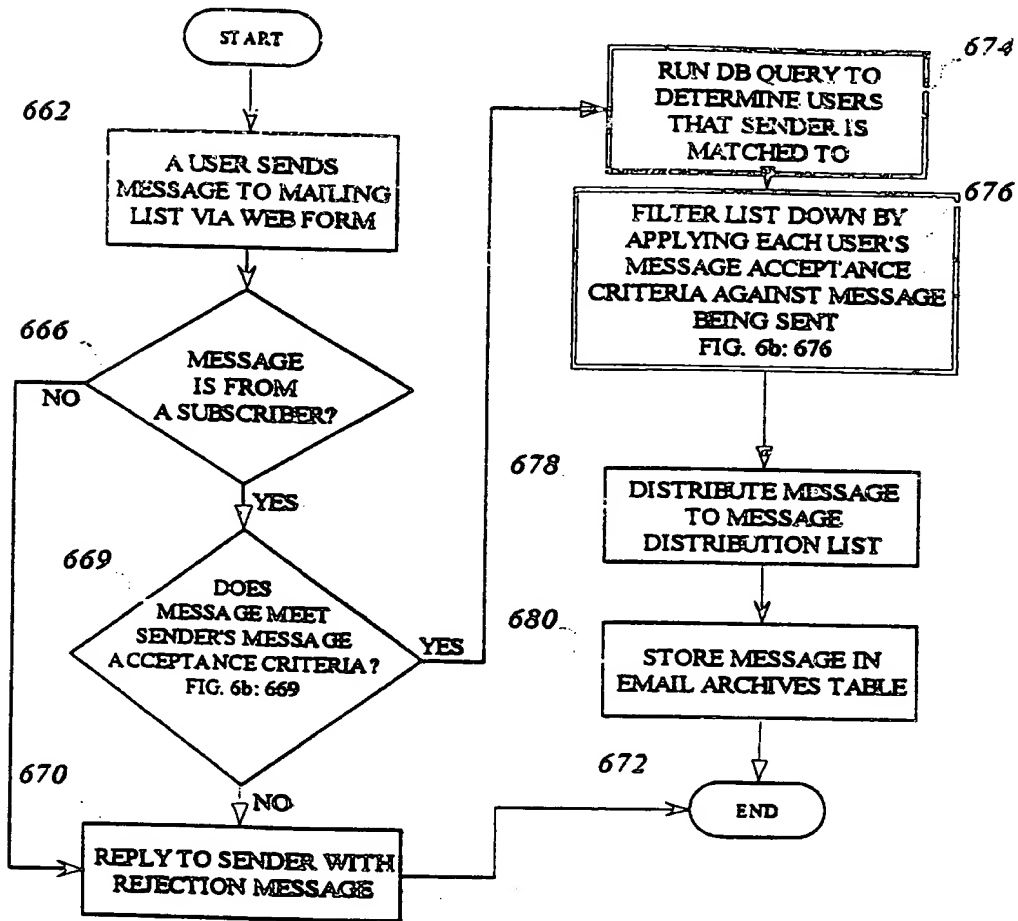 START
662
A USER SENDS
MESSAGE TO MAILING
LIST VIA WEB FORM
666
MESSAGE
IS FROM
A SUBSCRIBER?
NO
YES
669
DOES
MESSAGE MEET
SENDER'S MESSAGE
ACCEPTANCE CRITERIA?
FIG. 6b: 669
YES
NO
670
REPLY TO SENDER WITH
REJECTION MESSAGE
674
RUN DB QUERY TO
DETERMINE USERS
THAT SENDER IS
MATCHED TO
676
FILTER LIST DOWN BY
APPLYING EACH USER'S
MESSAGE ACCEPTANCE
CRITERIA AGAINST MESSAGE
BEING SENT
FIG. 6b: 676
678
DISTRIBUTE MESSAGE
TO MESSAGE
DISTRIBUTION LIST
680
STORE MESSAGE IN
EMAIL ARCHIVES TABLE
672
END